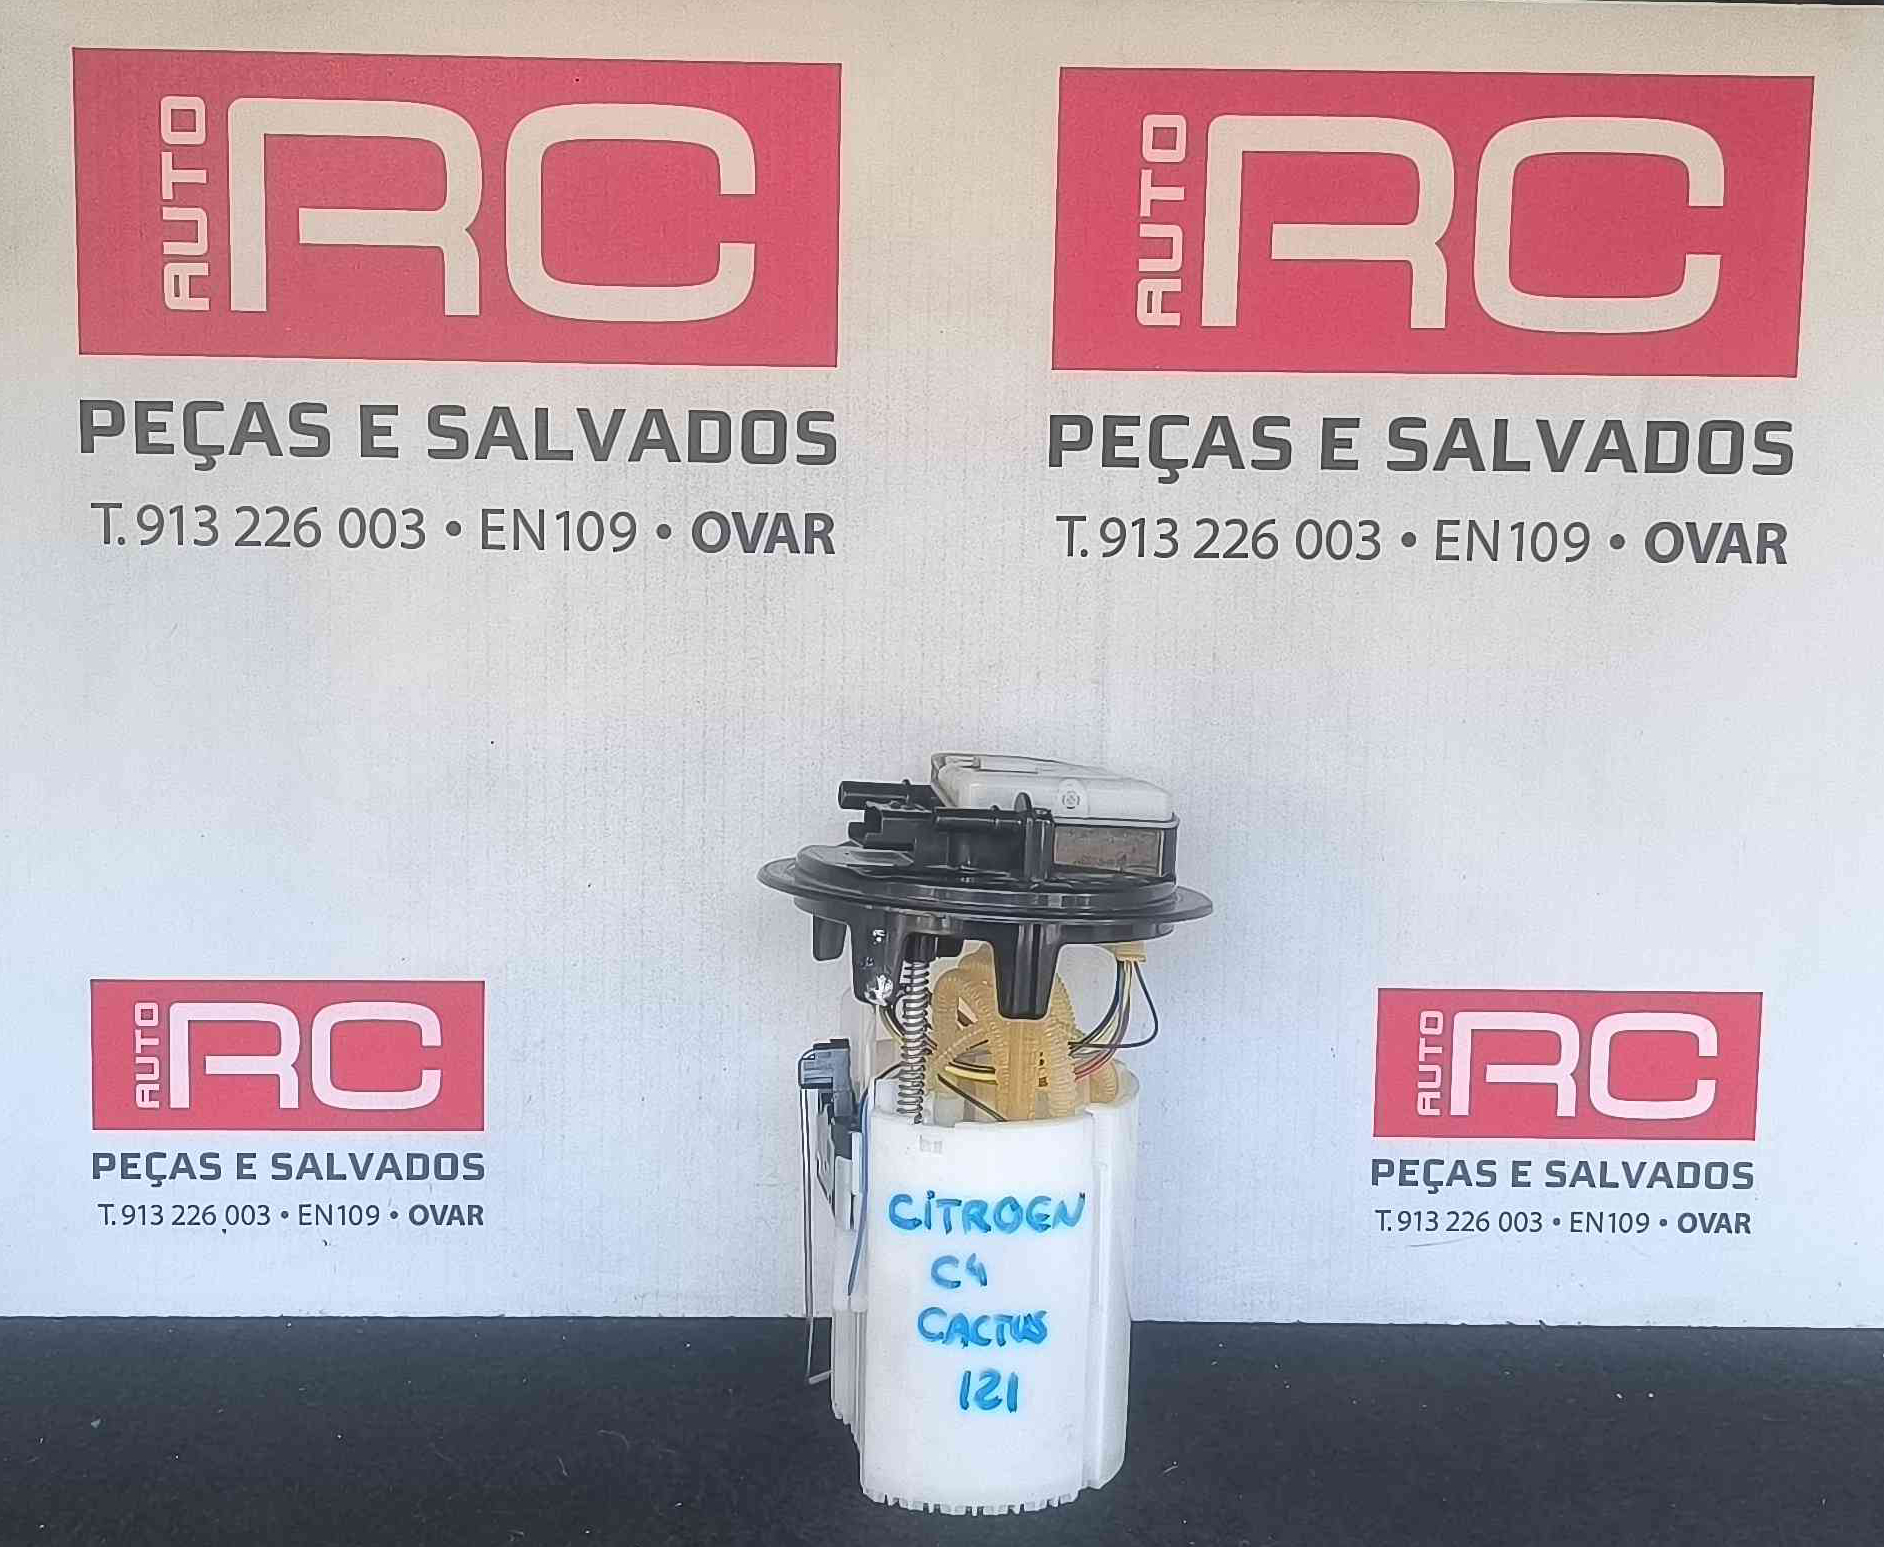 AUTO RC
PEÇAS E SALVADOS
T. 913 226 003 • EN109 • OVAR
AUTO RC
PEÇAS E SALVADOS
T. 913 226 003 • EN109 • OVAR
AUTO RC
PEÇAS E SALVADOS
T. 913 226 003 • EN109 • OVAR
AUTO RC
PEÇAS E SALVADOS
T. 913 226 003 • EN109 • OVAR
CITROEN
C4
CACTUS
121